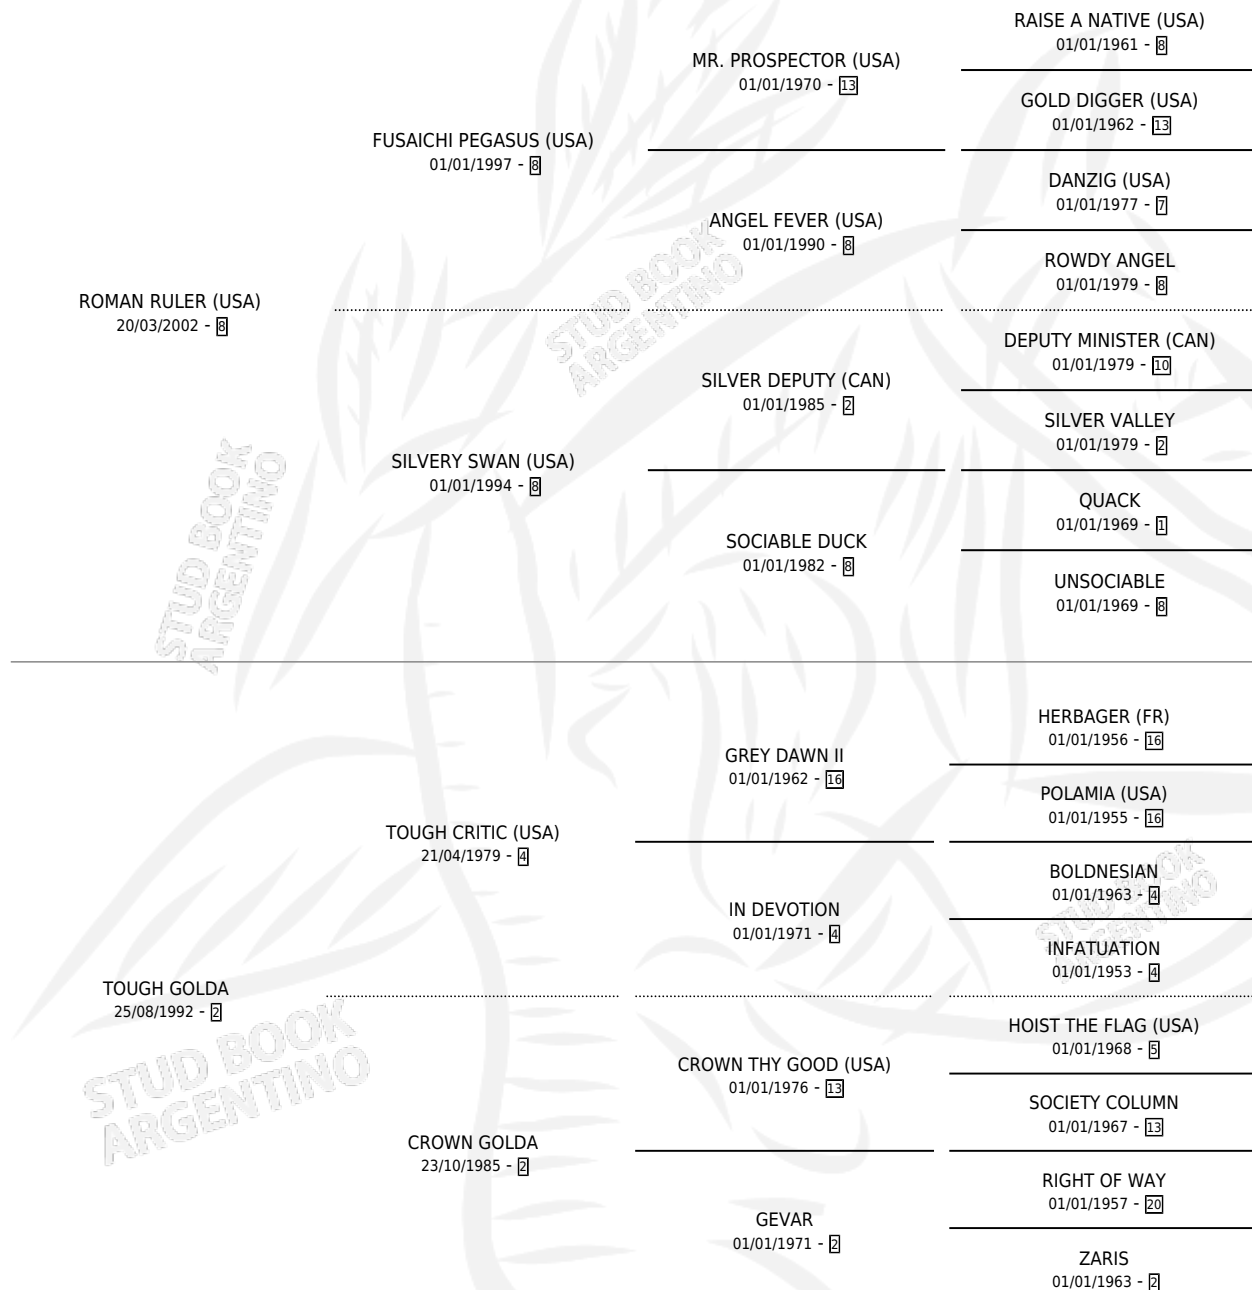 RAISE A NATIVE (USA)
01/01/1961 - 8
MR. PROSPECTOR (USA)
01/01/1970 - 13
GOLD DIGGER (USA)
01/01/1962 - 13
FUSAICHI PEGASUS (USA)
01/01/1997 - 8
DANZIG (USA)
01/01/1977 - 7
ANGEL FEVER (USA)
01/01/1990 - 8
ROWDY ANGEL
01/01/1979 - 8
ROMAN RULER (USA)
20/03/2002 - 8
DEPUTY MINISTER (CAN)
01/01/1979 - 10
SILVER DEPUTY (CAN)
01/01/1985 - 2
SILVER VALLEY
01/01/1979 - 2
SILVERY SWAN (USA)
01/01/1994 - 8
QUACK
01/01/1969 - 1
SOCIABLE DUCK
01/01/1982 - 8
UNSOCIABLE
01/01/1969 - 8
HERBAGER (FR)
01/01/1956 - 16
GREY DAWN II
01/01/1962 - 16
POLAMIA (USA)
01/01/1955 - 16
TOUGH CRITIC (USA)
21/04/1979 - 4
BOLDNESIAN
01/01/1963 - 4
IN DEVOTION
01/01/1971 - 4
INFATUATION
01/01/1953 - 4
TOUGH GOLDA
25/08/1992 - 2
HOIST THE FLAG (USA)
01/01/1968 - 5
CROWN THY GOOD (USA)
01/01/1976 - 13
SOCIETY COLUMN
01/01/1967 - 13
CROWN GOLDA
23/10/1985 - 2
RIGHT OF WAY
01/01/1957 - 20
GEVAR
01/01/1971 - 2
ZARIS
01/01/1963 - 2
STUD BOOK
ARGENTINO
STUD BOOK
ARGENTINO
STUD BOOK
ARGENTINO
STUD BOOK
ARGENTINO